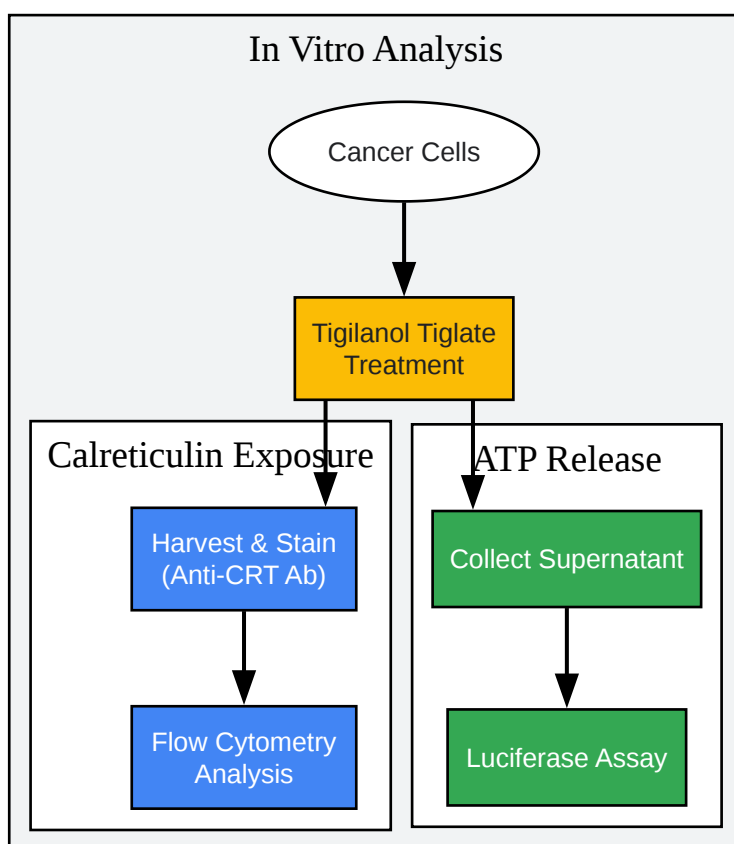 In Vitro Analysis
Cancer Cells
Tigilanol Tiglate
Treatment
Calreticulin Exposure
Harvest & Stain
(Anti-CRT Ab)
Flow Cytometry
Analysis
ATP Release
Collect Supernatant
Luciferase Assay